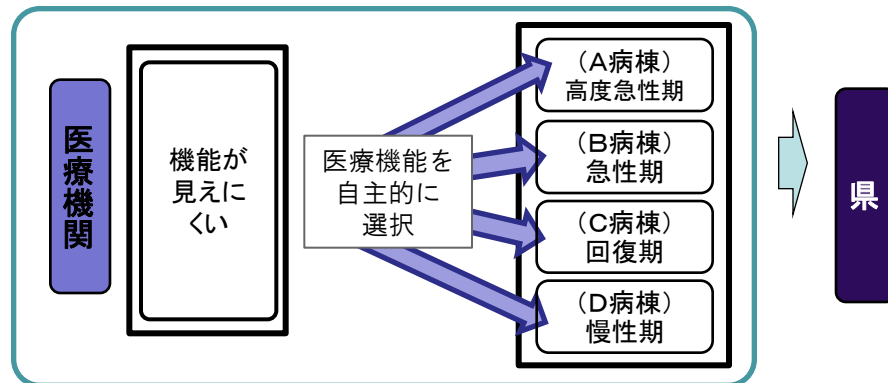 医療機関
機能が
見えに
くい
医療機能を
自主的に
選択
（A病棟）
高度急性期
（B病棟）
急性期
（C病棟）
回復期
（D病棟）
慢性期
県